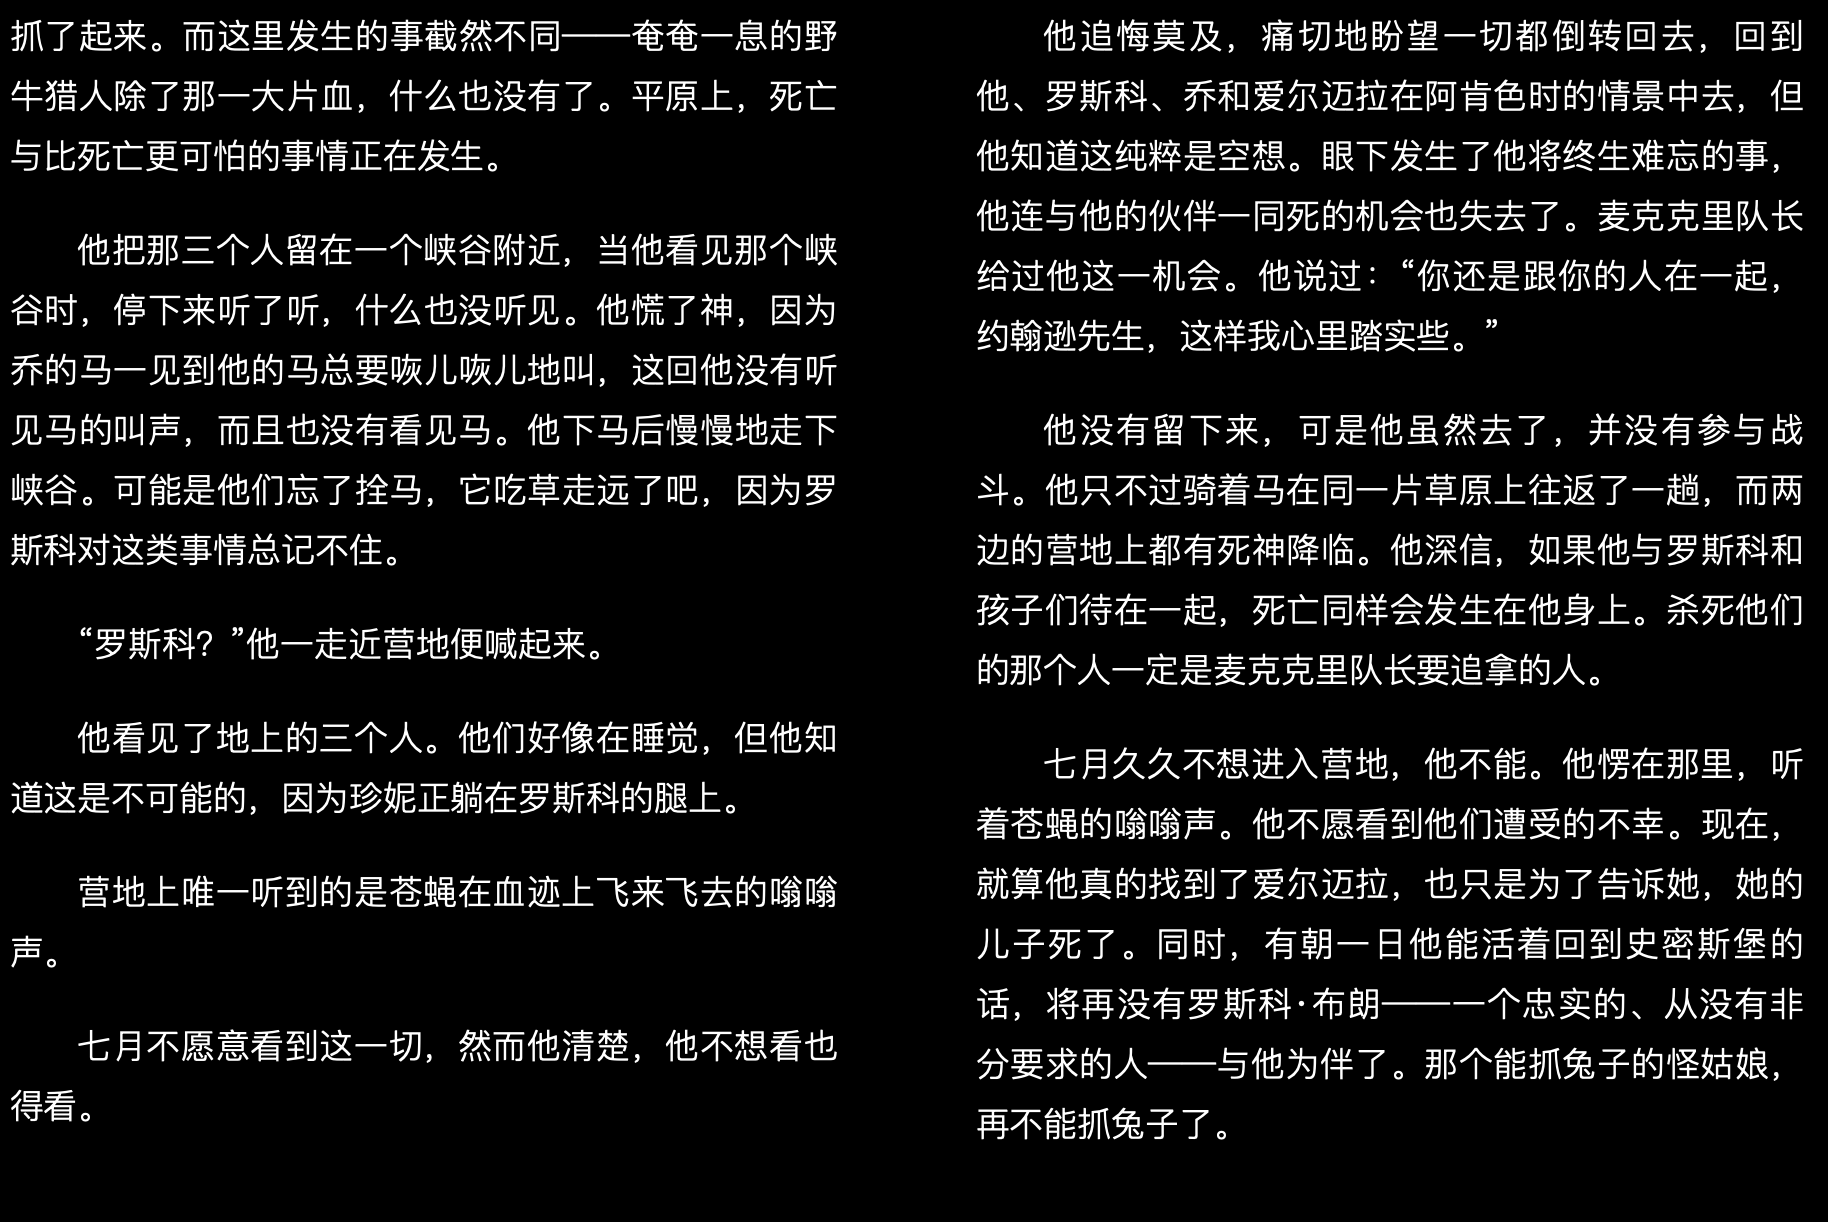 抓了起来。而这里发生的事截然不同——奄奄一息的野
牛猎人除了那一大片血，什么也没有了。平原上，死亡
与比死亡更可怕的事情正在发生。
他把那三个人留在一个峡谷附近，当他看见那个峡
谷时，停下来听了听，什么也没听见。他慌了神，因为
乔的马一见到他的马总要咴儿咴儿地叫，这回他没有听
见马的叫声，而且也没有看见马。他下马后慢慢地走下
峡谷。可能是他们忘了拴马，它吃草走远了吧，因为罗
斯科对这类事情总记不住。
“罗斯科？”他一走近营地便喊起来。
他看见了地上的三个人。他们好像在睡觉，但他知
道这是不可能的，因为珍妮正躺在罗斯科的腿上。
营地上唯一听到的是苍蝇在血迹上飞来飞去的嗡嗡
声。
七月不愿意看到这一切，然而他清楚，他不想看也
得看。
他追悔莫及，痛切地盼望一切都倒转回去，回到
他、罗斯科、乔和爱尔迈拉在阿肯色时的情景中去，但
他知道这纯粹是空想。眼下发生了他将终生难忘的事，
他连与他的伙伴一同死的机会也失去了。麦克克里队长
给过他这一机会。他说过：“你还是跟你的人在一起，
约翰逊先生，这样我心里踏实些。”
他没有留下来，可是他虽然去了，并没有参与战
斗。他只不过骑着马在同一片草原上往返了一趟，而两
边的营地上都有死神降临。他深信，如果他与罗斯科和
孩子们待在一起，死亡同样会发生在他身上。杀死他们
的那个人一定是麦克克里队长要追拿的人。
七月久久不想进入营地，他不能。他愣在那里，听
着苍蝇的嗡嗡声。他不愿看到他们遭受的不幸。现在，
就算他真的找到了爱尔迈拉，也只是为了告诉她，她的
儿子死了。同时，有朝一日他能活着回到史密斯堡的
话，将再没有罗斯科·布朗——一个忠实的、从没有非
分要求的人——与他为伴了。那个能抓兔子的怪姑娘，
再不能抓兔子了。